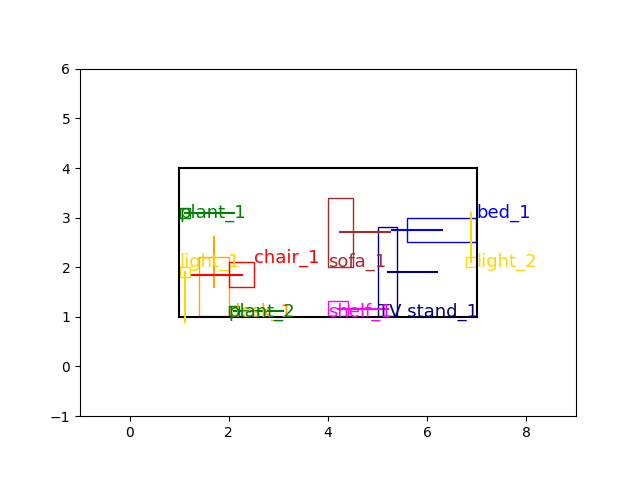 6
5
4
3
2
1
0
−1
plant_1
bed_1
light_1
chair_1
sofa_1
light_2
desk_1
plant_2
shelf_1
TV stand_1
0 2 4 6 8